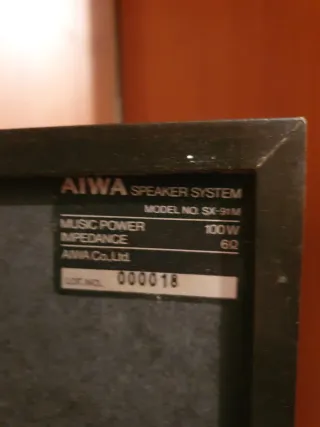 AIWA SPEAKER SYSTEM
MODEL NO. SX-91M
MUSIC POWER 100W
IMPEDANCE 6Ω
AIWA Co.,Ltd.
LOT. NO. 000018